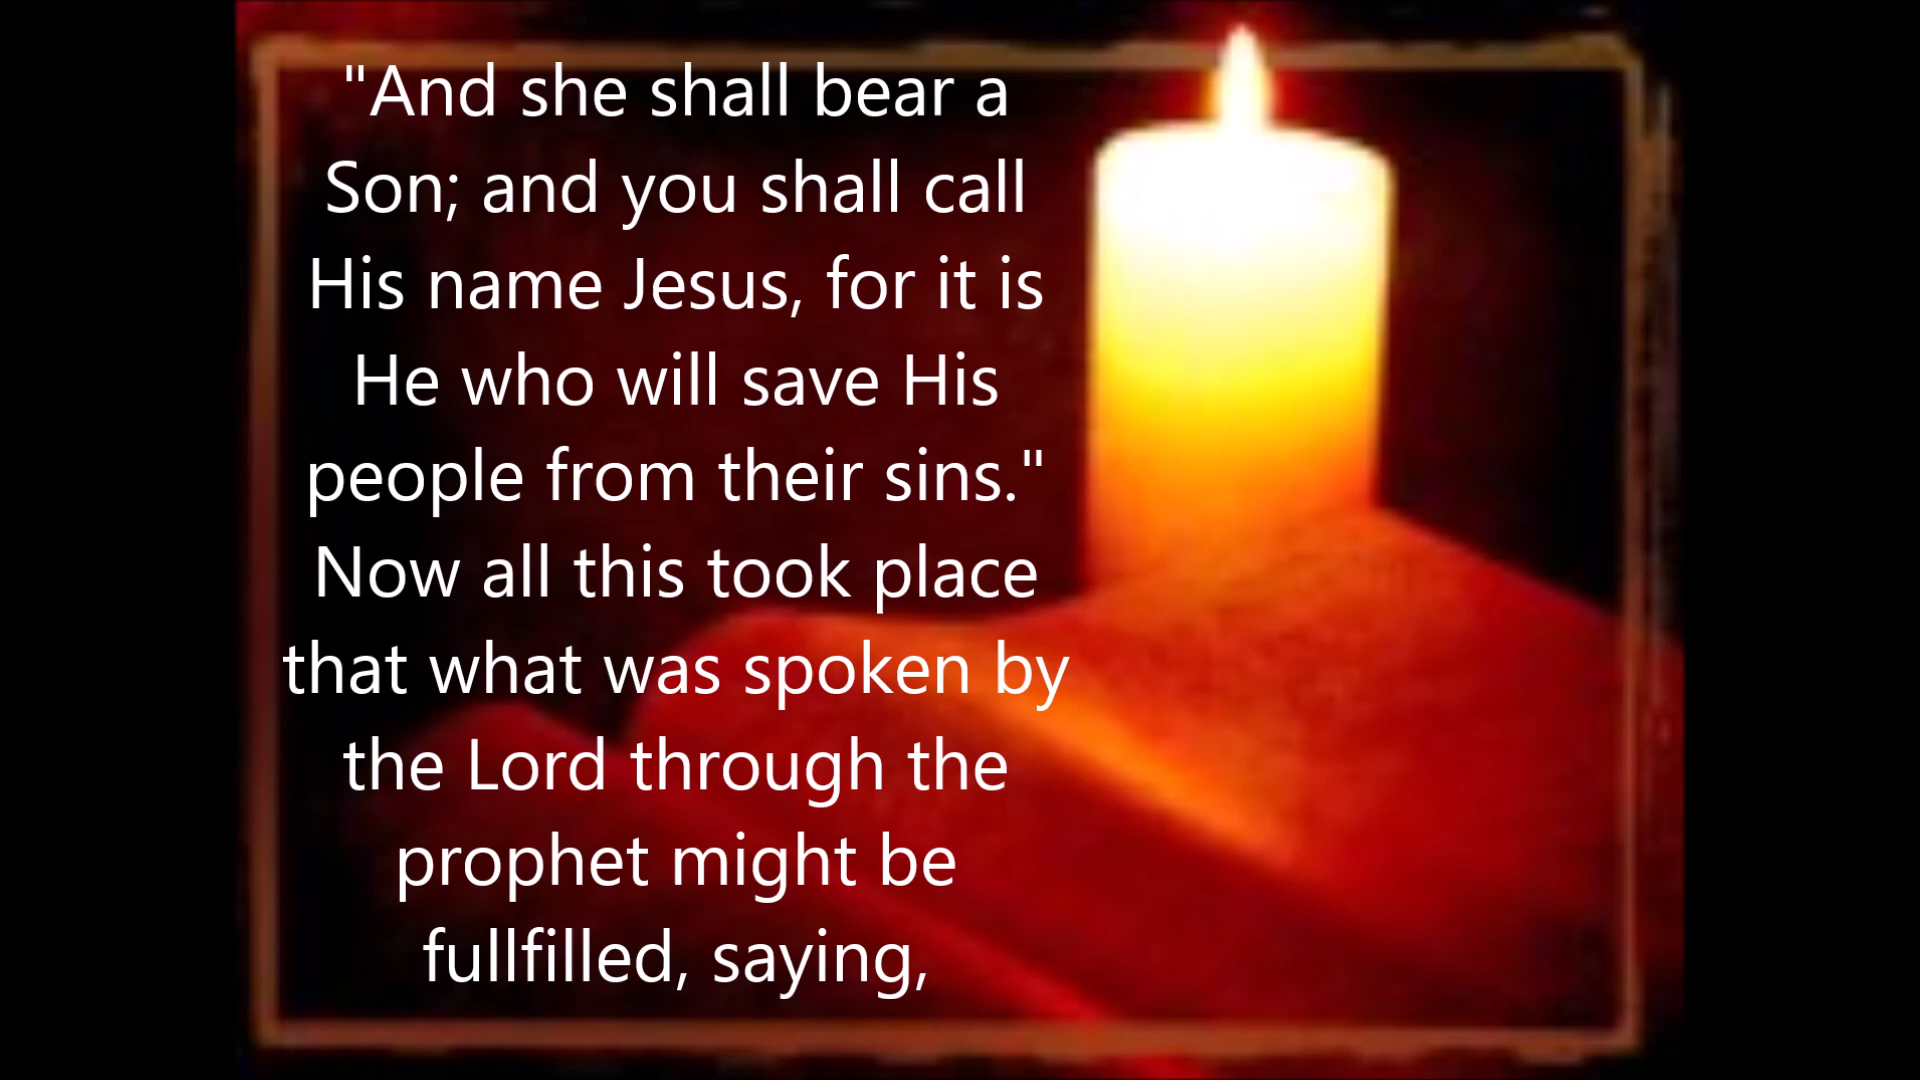 "And she shall bear a
Son; and you shall call
His name Jesus, for it is
He who will save His
people from their sins."
Now all this took place
that what was spoken by
the Lord through the
prophet might be
fullfilled, saying,